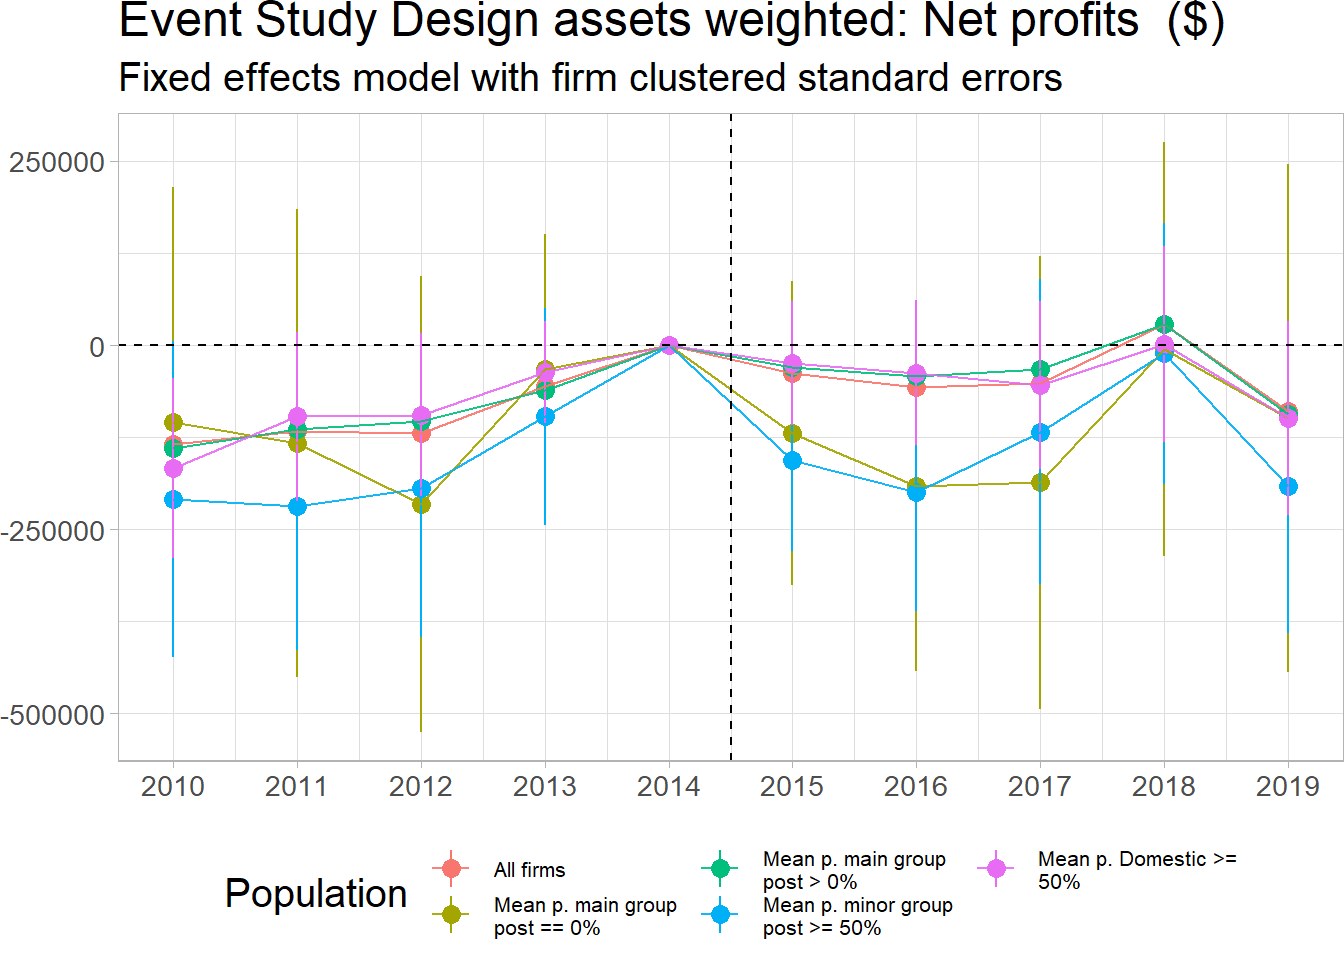 Event Study Design assets weighted: Net profits  ($)
Fixed effects model with firm clustered standard errors
250000
0
-250000
-500000
2010 2011 2012 2013 2014 2015 2016 2017 2018 2019
Population
All firms
Mean p. main group
post == 0%
Mean p. main group
post > 0%
Mean p. minor group
post >= 50%
Mean p. Domestic >=
50%